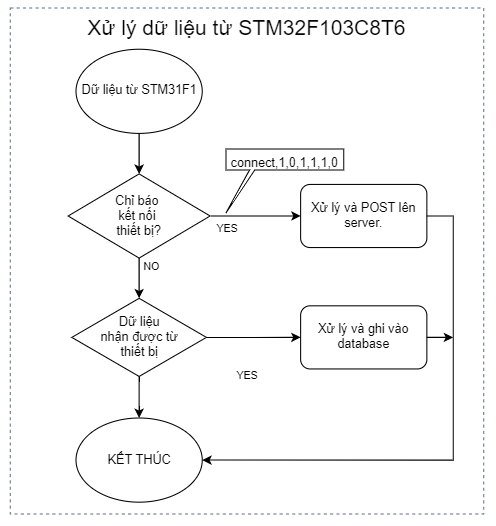 Xử lý dữ liệu từ STM32F103C8T6
Dữ liệu từ STM31F1
connect,1,0,1,1,1,0
Chỉ báo
kết nối
thiết bị?
YES
Xử lý và POST lên
server.
NO
Dữ liệu
nhận được từ
thiết bị
YES
Xử lý và ghi vào
database
KẾT THÚC